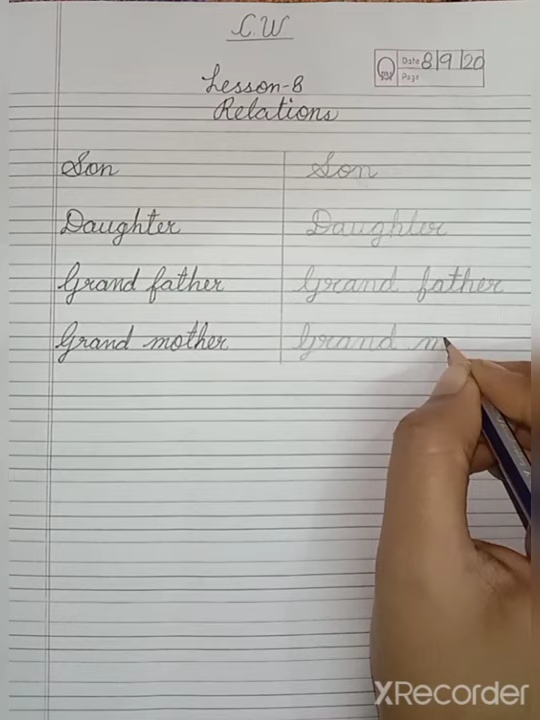 C.W
Date 8/9/20
Page
Lesson-8
Relations
Son Son
Daughter Daughter
Grand father Grand father
Grand mother Grand m
XRecorder